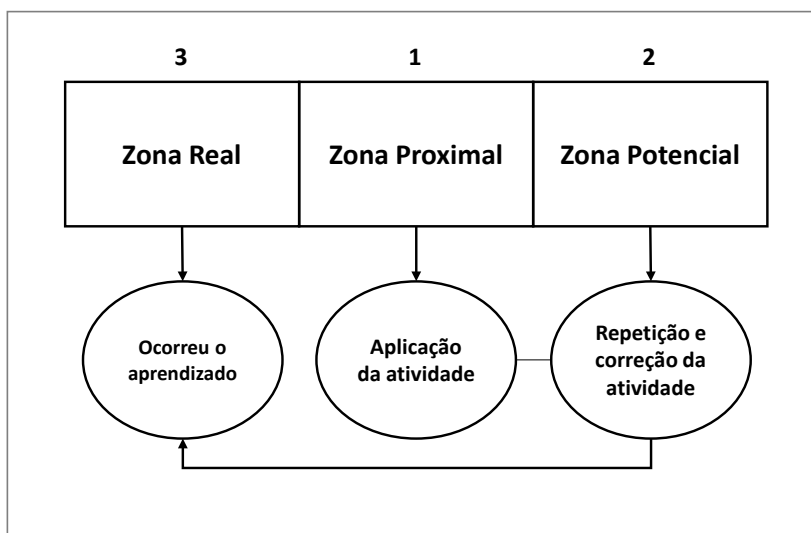 3 1 2
Zona Real Zona Proximal Zona Potencial
Ocorreu o
aprendizado
Aplicação
da atividade
Repetição e
correção da
atividade